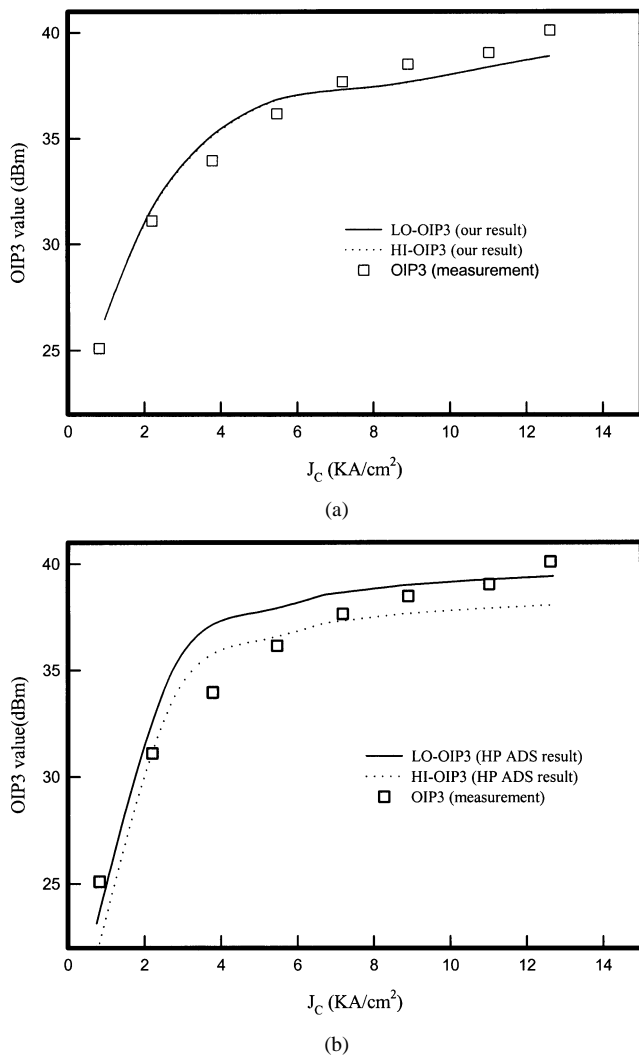 40
35
30
25
OIP3 value (dBm)
LO-OIP3 (our result)
HI-OIP3 (our result)
OIP3 (measurement)
0 2 4 6 8 10 12 14
J_C (KA/cm²)
(a)
40
35
30
25
OIP3 value(dBm)
LO-OIP3 (HP ADS result)
HI-OIP3 (HP ADS result)
OIP3 (measurement)
0 2 4 6 8 10 12 14
J_C (KA/cm²)
(b)